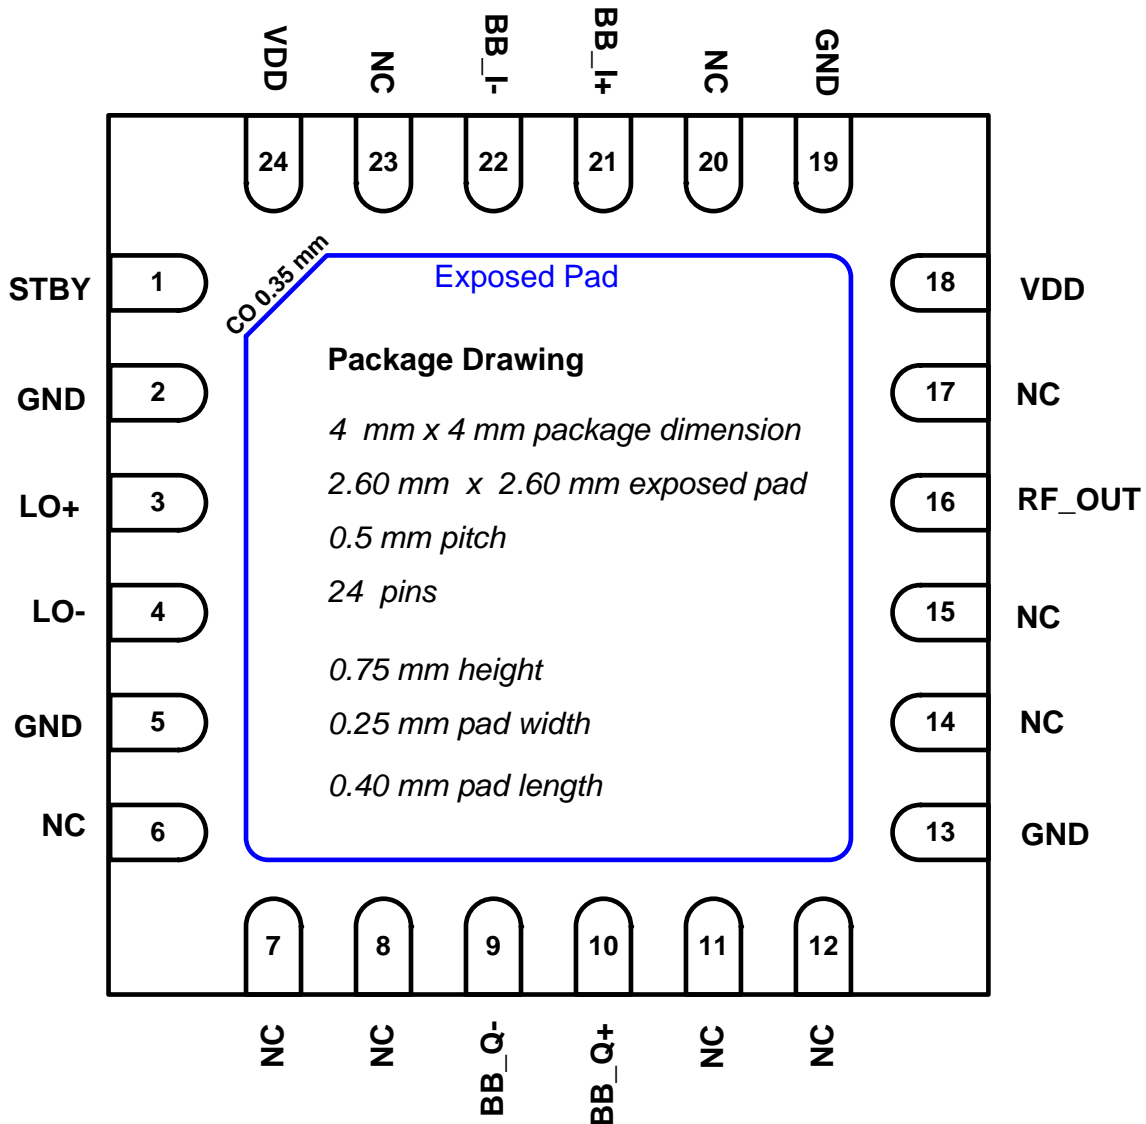 VDD
NC
BB_I-
BB_I+
NC
GND
24
23
22
21
20
19
STBY
1
CO 0.35 mm
Exposed Pad
18
VDD
GND
2
Package Drawing
17
NC
4 mm x 4 mm package dimension
LO+
3
2.60 mm x 2.60 mm exposed pad
16
RF_OUT
0.5 mm pitch
LO-
4
24 pins
15
NC
0.75 mm height
GND
5
0.25 mm pad width
14
NC
0.40 mm pad length
NC
6
13
GND
7
8
9
10
11
12
NC
NC
BB_Q-
BB_Q+
NC
NC